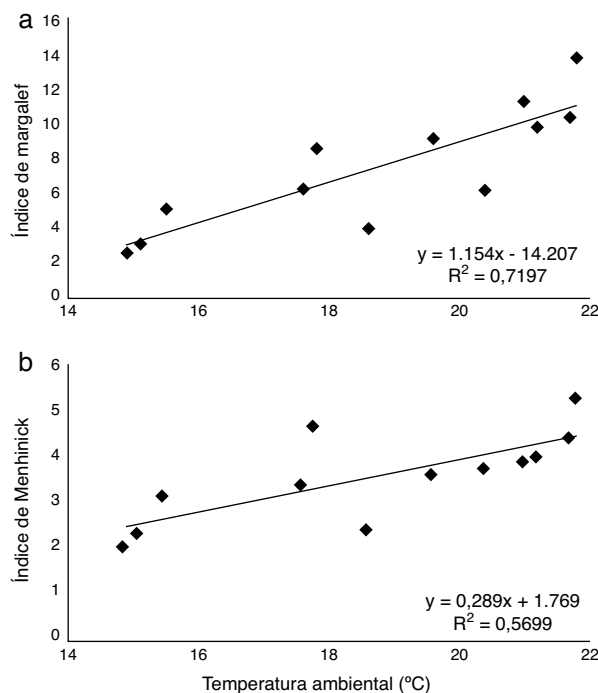 a
16
14
12
10
8
6
4
2
0
Índice de margalef
y = 1.154x - 14.207
R² = 0,7197
14 16 18 20 22
b
6
5
4
3
2
1
0
Índice de Menhinick
y = 0,289x + 1.769
R² = 0,5699
14 16 18 20 22
Temperatura ambiental (ºC)